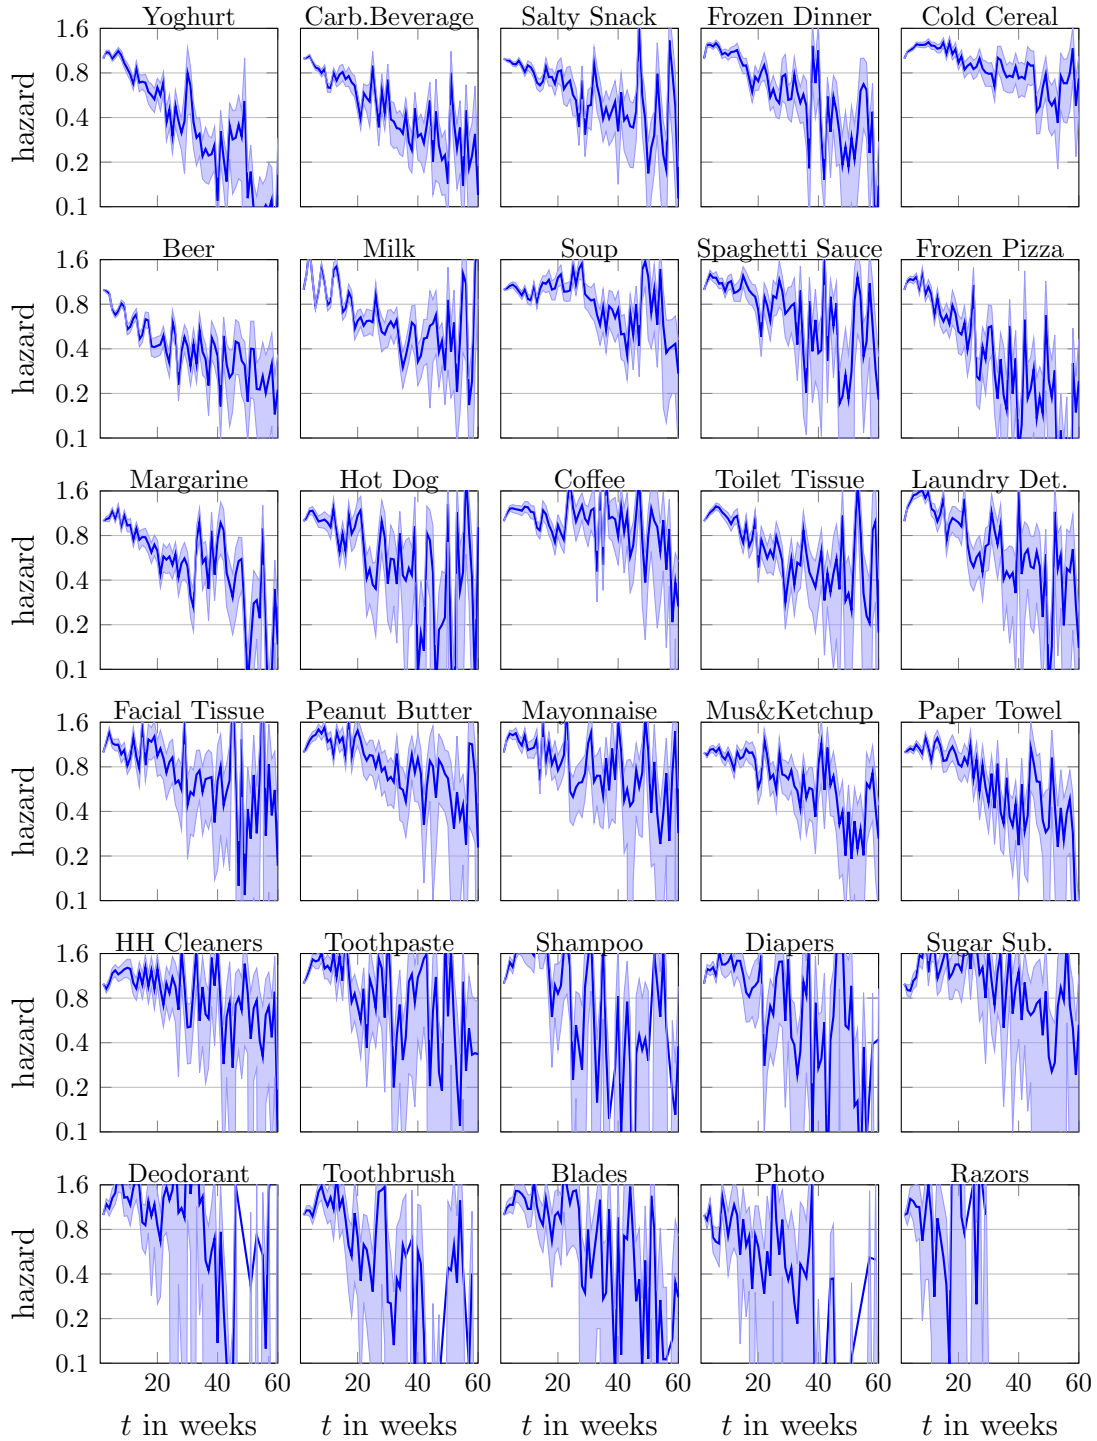 Yoghurt Carb.Beverage Salty Snack Frozen Dinner Cold Cereal
1.6
0.8
0.4
0.2
0.1
hazard
Beer Milk Soup Spaghetti Sauce Frozen Pizza
1.6
0.8
0.4
0.2
0.1
hazard
Margarine Hot Dog Coffee Toilet Tissue Laundry Det.
1.6
0.8
0.4
0.2
0.1
hazard
Facial Tissue Peanut Butter Mayonnaise Mus&Ketchup Paper Towel
1.6
0.8
0.4
0.2
0.1
hazard
HH Cleaners Toothpaste Shampoo Diapers Sugar Sub.
1.6
0.8
0.4
0.2
0.1
hazard
Deodorant Toothbrush Blades Photo Razors
1.6
0.8
0.4
0.2
0.1
hazard
20 40 60 20 40 60 20 40 60 20 40 60 20 40 60
t in weeks t in weeks t in weeks t in weeks t in weeks